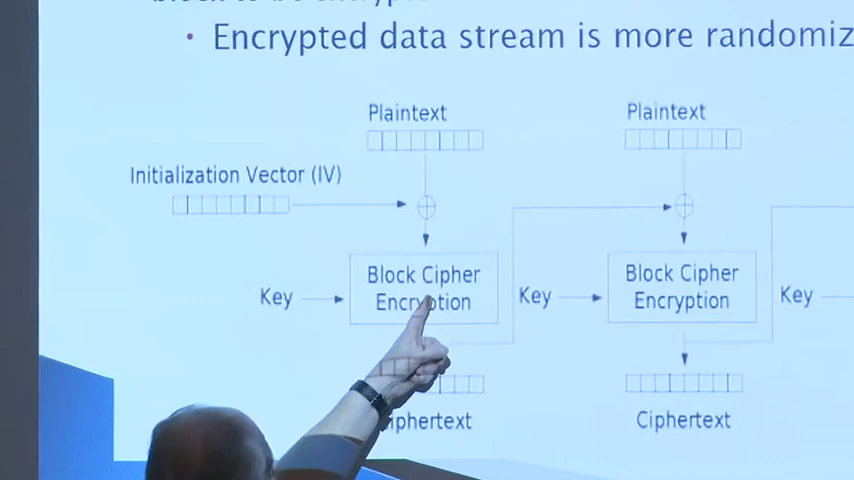 Encrypted data stream is more randomiz
Plaintext
Plaintext
Initialization Vector (IV)
Block Cipher
Encryption
Block Cipher
Encryption
Key
Key
Key
iphertext
Ciphertext